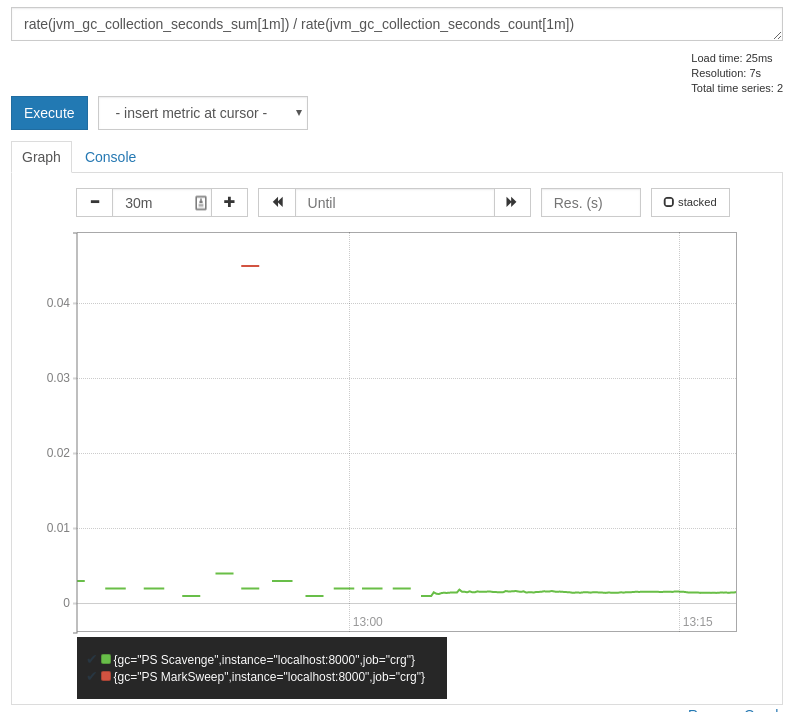 rate(jvm_gc_collection_seconds_sum[1m]) / rate(jvm_gc_collection_seconds_count[1m])
Load time: 25ms
Resolution: 7s
Total time series: 2
Execute
- insert metric at cursor -
Graph
Console
30m
Until
Res. (s)
stacked
0.04
0.03
0.02
0.01
0
13:00
13:15
{gc="PS Scavenge",instance="localhost:8000",job="crg"}
{gc="PS MarkSweep",instance="localhost:8000",job="crg"}